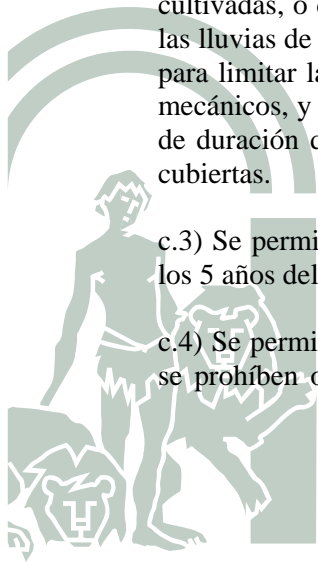 cultivadas, o
las lluvias de
para limitar la
mecánicos, y
de duración
cubiertas.
c.3) Se permi
los 5 años del
c.4) Se permi
se prohíben